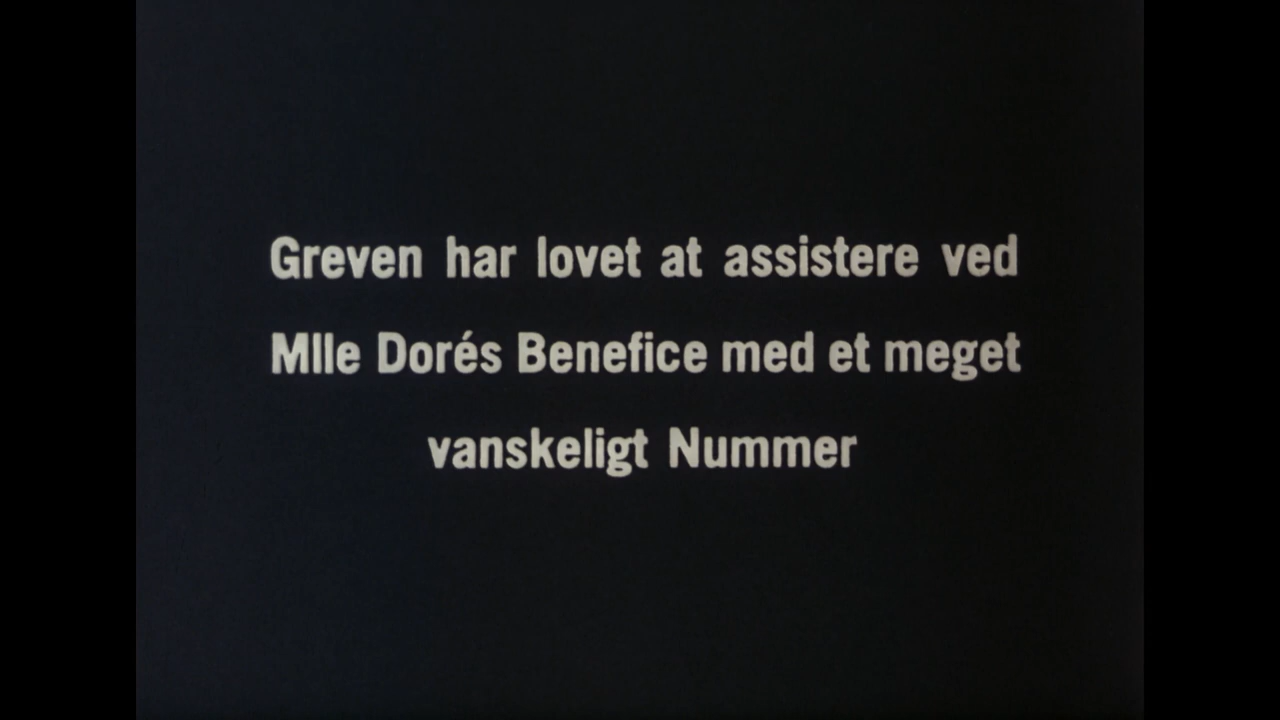 Greven har lovet at assistere ved
Mlle Dorés Benefice med et meget
vanskeligt Nummer